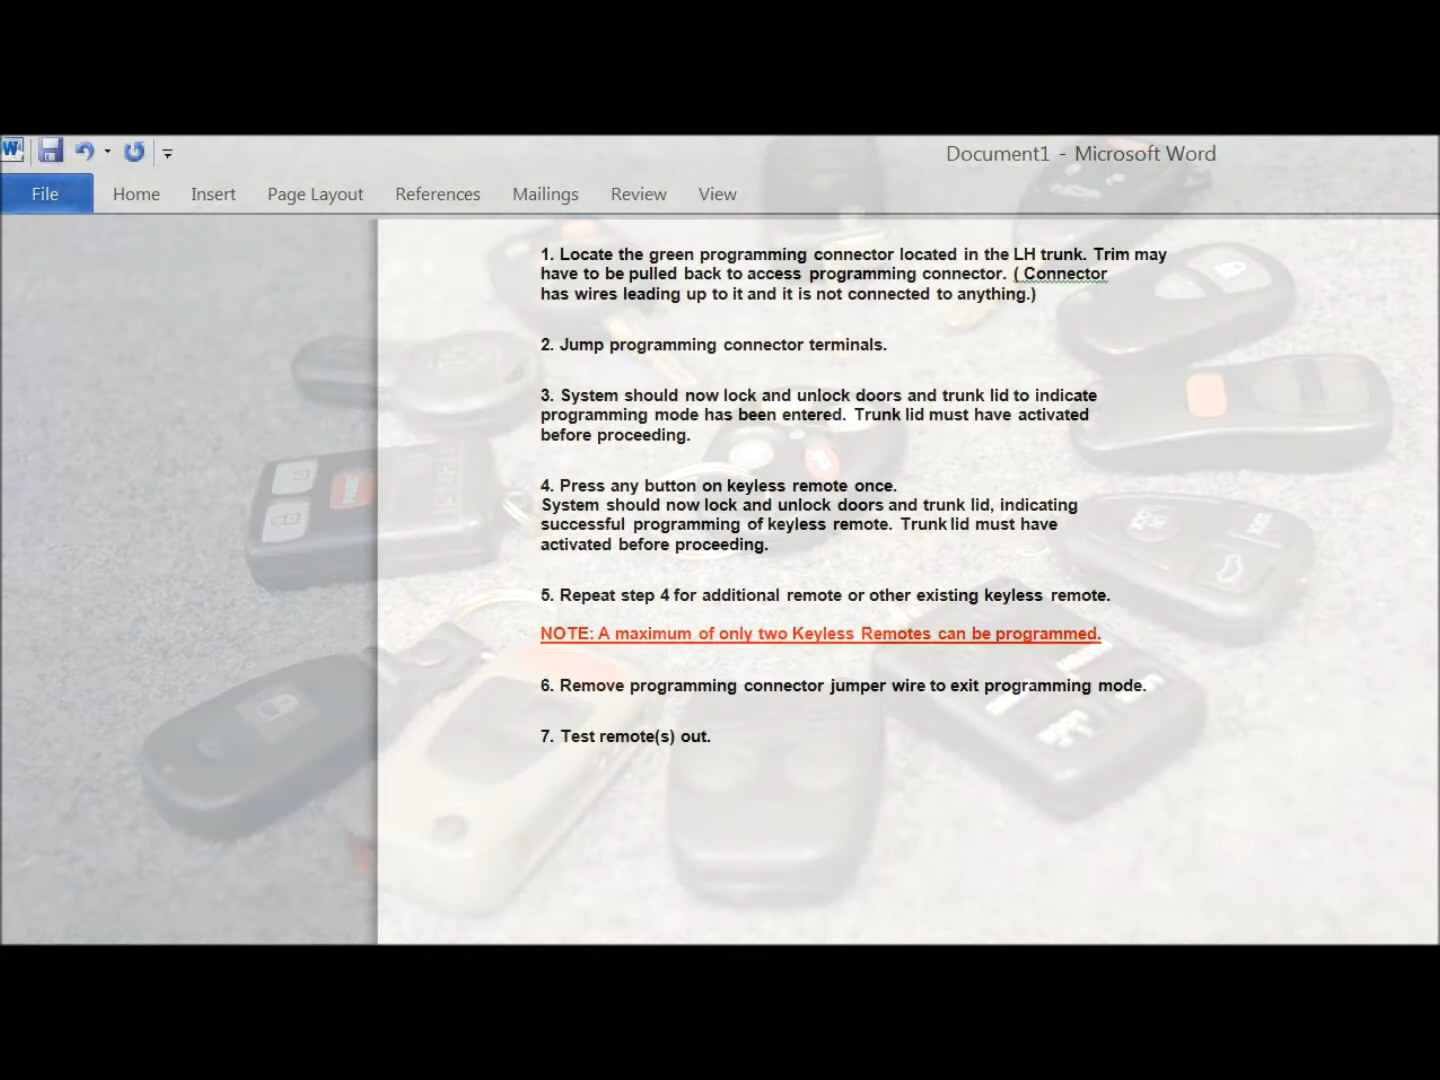 Document1 - Microsoft Word
File Home Insert Page Layout References Mailings Review View
1. Locate the green programming connector located in the LH trunk. Trim may
have to be pulled back to access programming connector. ( Connector
has wires leading up to it and it is not connected to anything.)
2. Jump programming connector terminals.
3. System should now lock and unlock doors and trunk lid to indicate
programming mode has been entered. Trunk lid must have activated
before proceeding.
4. Press any button on keyless remote once.
System should now lock and unlock doors and trunk lid, indicating
successful programming of keyless remote. Trunk lid must have
activated before proceeding.
5. Repeat step 4 for additional remote or other existing keyless remote.
NOTE: A maximum of only two Keyless Remotes can be programmed.
6. Remove programming connector jumper wire to exit programming mode.
7. Test remote(s) out.